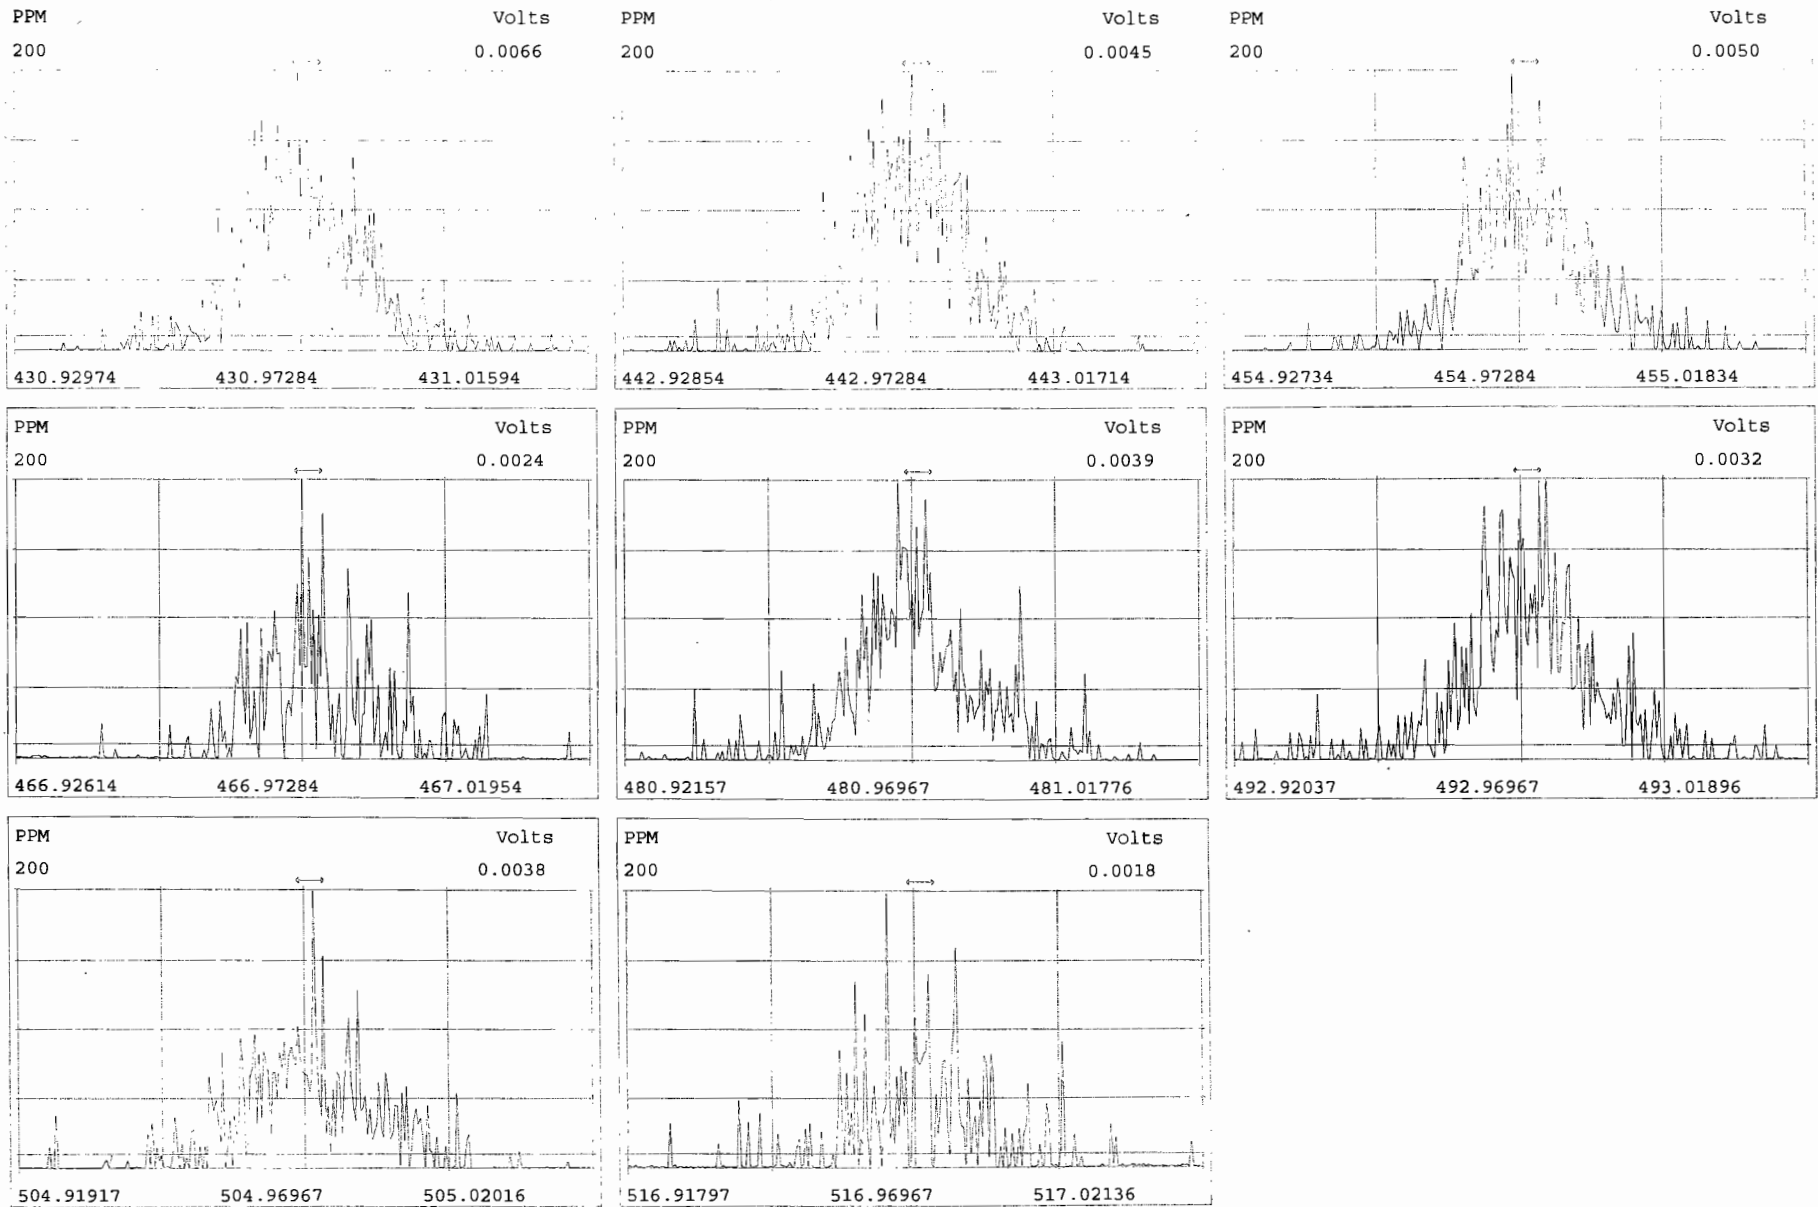 PPM Volts
200 0.0066
430.92974 430.97284 431.01594
PPM Volts
200 0.0045
442.92854 442.97284 443.01714
PPM Volts
200 0.0050
454.92734 454.97284 455.01834
PPM Volts
200 0.0024
466.92614 466.97284 467.01954
PPM Volts
200 0.0039
480.92157 480.96967 481.01776
PPM Volts
200 0.0032
492.92037 492.96967 493.01896
PPM Volts
200 0.0038
504.91917 504.96967 505.02016
PPM Volts
200 0.0018
516.91797 516.96967 517.02136